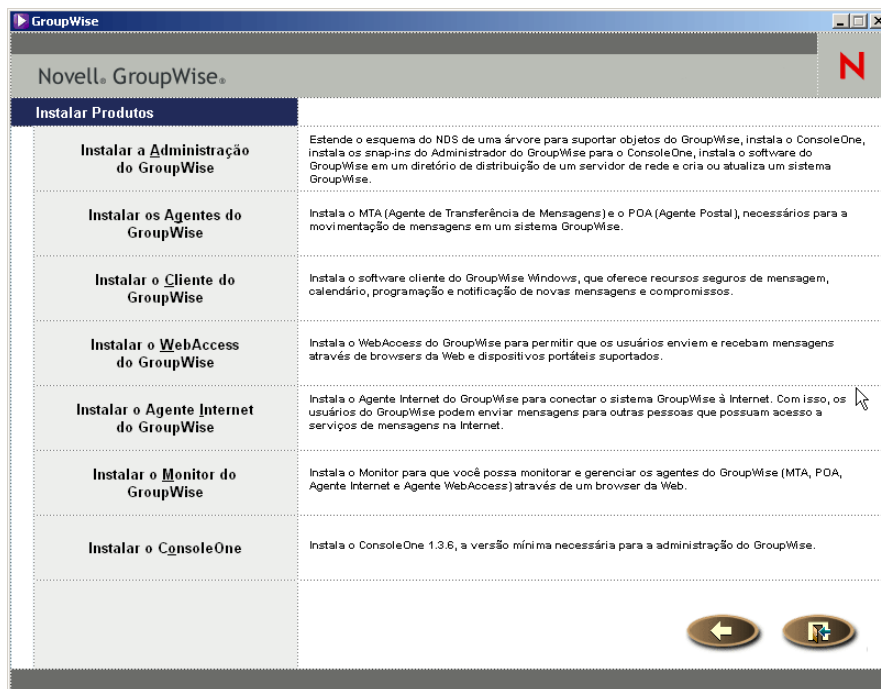 GroupWise
Novell® GroupWise®
N
Instalar Produtos
Instalar a Administração
do GroupWise
Estende o esquema do NDS de uma árvore para suportar objetos do GroupWise, instala o ConsoleOne,
instala os snap-ins do Administrador do GroupWise para o ConsoleOne, instala o software do
GroupWise em um diretório de distribuição de um servidor de rede e cria ou atualiza um sistema
GroupWise.
Instalar os Agentes do
GroupWise
Instala o MTA (Agente de Transferência de Mensagens) e o POA (Agente Postal), necessários para a
movimentação de mensagens em um sistema GroupWise.
Instalar o Cliente do
GroupWise
Instala o software cliente do GroupWise Windows, que oferece recursos seguros de mensagem,
calendário, programação e notificação de novas mensagens e compromissos.
Instalar o WebAccess
do GroupWise
Instala o WebAccess do GroupWise para permitir que os usuários enviem e recebam mensagens
através de browsers da Web e dispositivos portáteis suportados.
Instalar o Agente Internet
do GroupWise
Instala o Agente Internet do GroupWise para conectar o sistema GroupWise à Internet. Com isso, os
usuários do GroupWise podem enviar mensagens para outras pessoas que possuam acesso a
serviços de mensagens na Internet.
Instalar o Monitor do
GroupWise
Instala o Monitor para que você possa monitorar e gerenciar os agentes do GroupWise (MTA, POA,
Agente Internet e Agente WebAccess) através de um browser da Web.
Instalar o ConsoleOne
Instala o ConsoleOne 1.3.6, a versão mínima necessária para a administração do GroupWise.